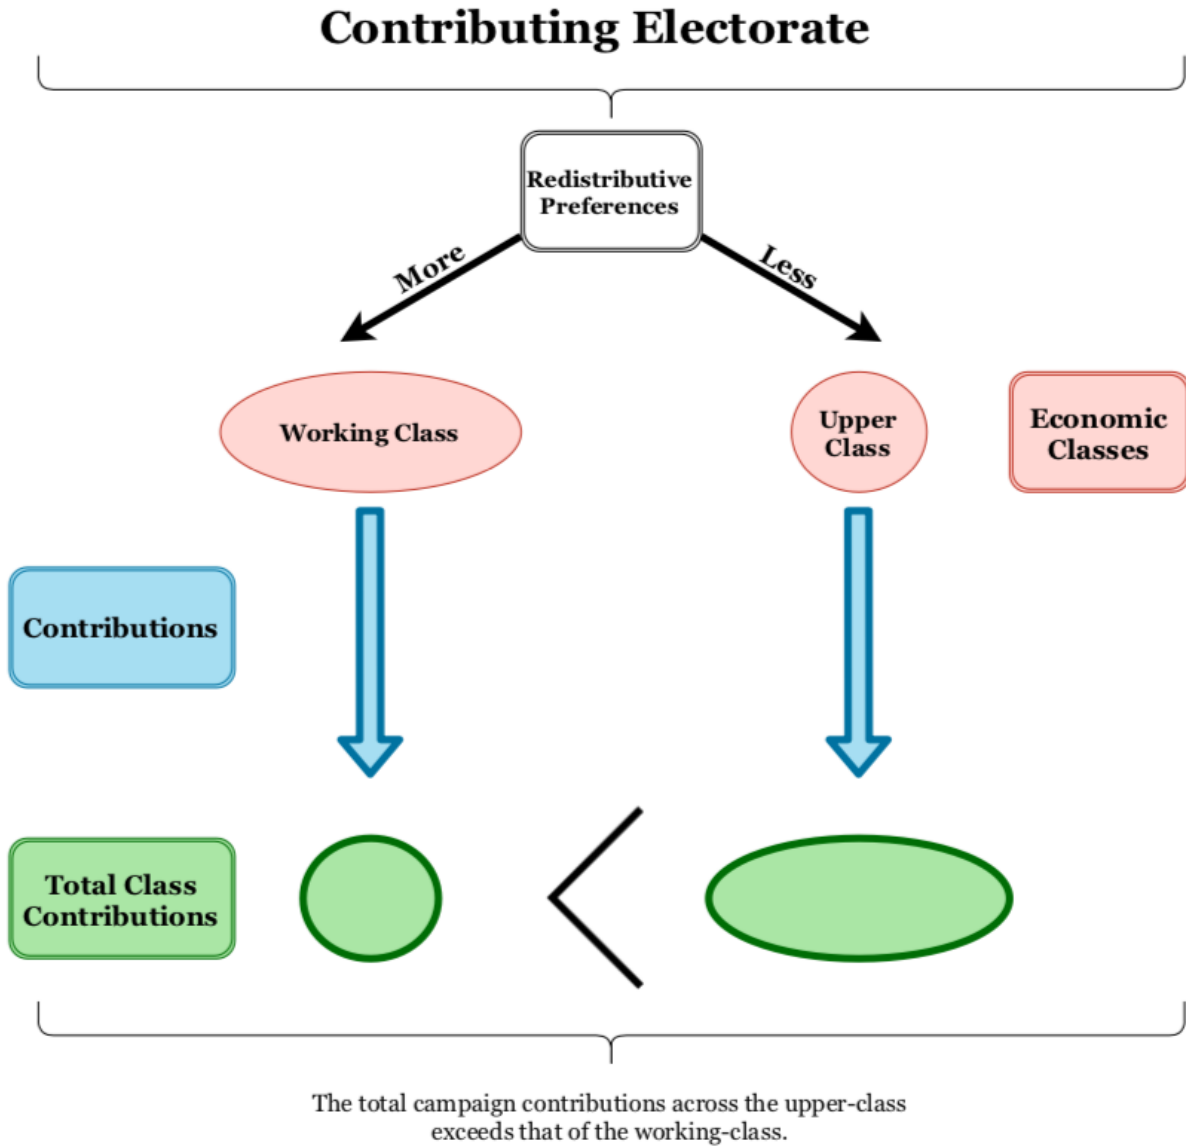 Contributing Electorate
Redistributive
Preferences
More
Less
Working Class
Upper
Class
Economic
Classes
Contributions
Total Class
Contributions
<
The total campaign contributions across the upper-class
exceeds that of the working-class.